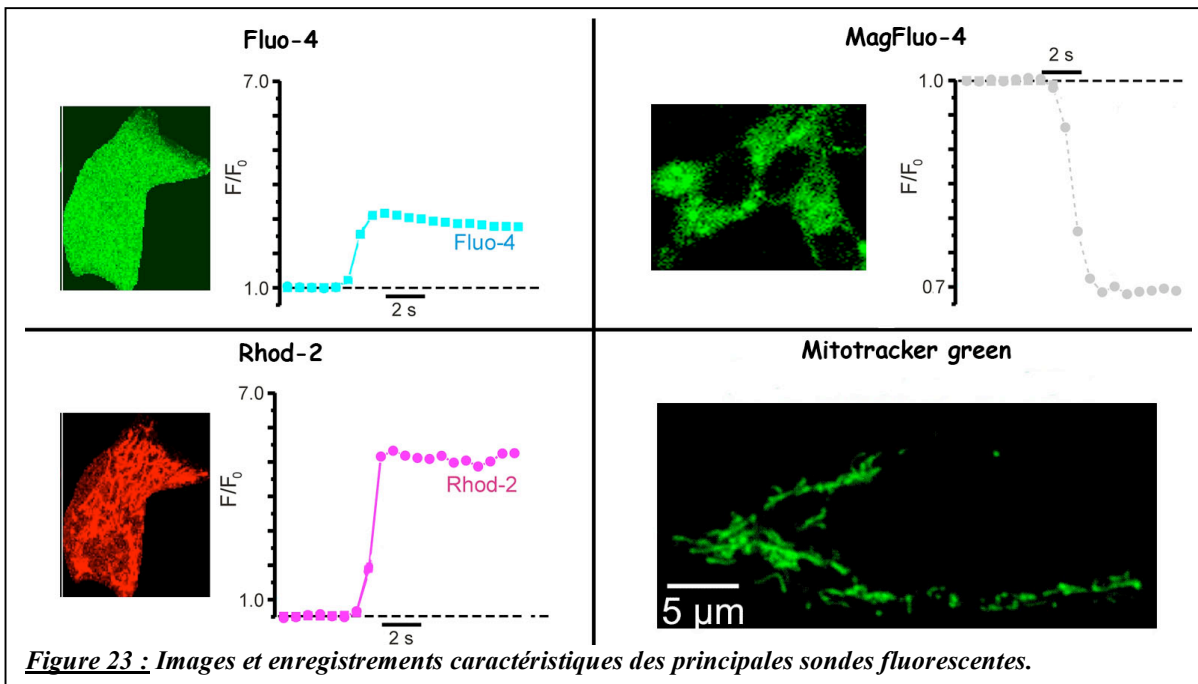 Fluo-4
7.0
F/F0
1.0
Fluo-4
2 s
MagFluo-4
2 s
1.0
F/F0
0.7
Rhod-2
7.0
F/F0
1.0
Rhod-2
2 s
Mitotracker green
5 µm
Figure 23 : Images et enregistrements caractéristiques des principales sondes fluorescentes.